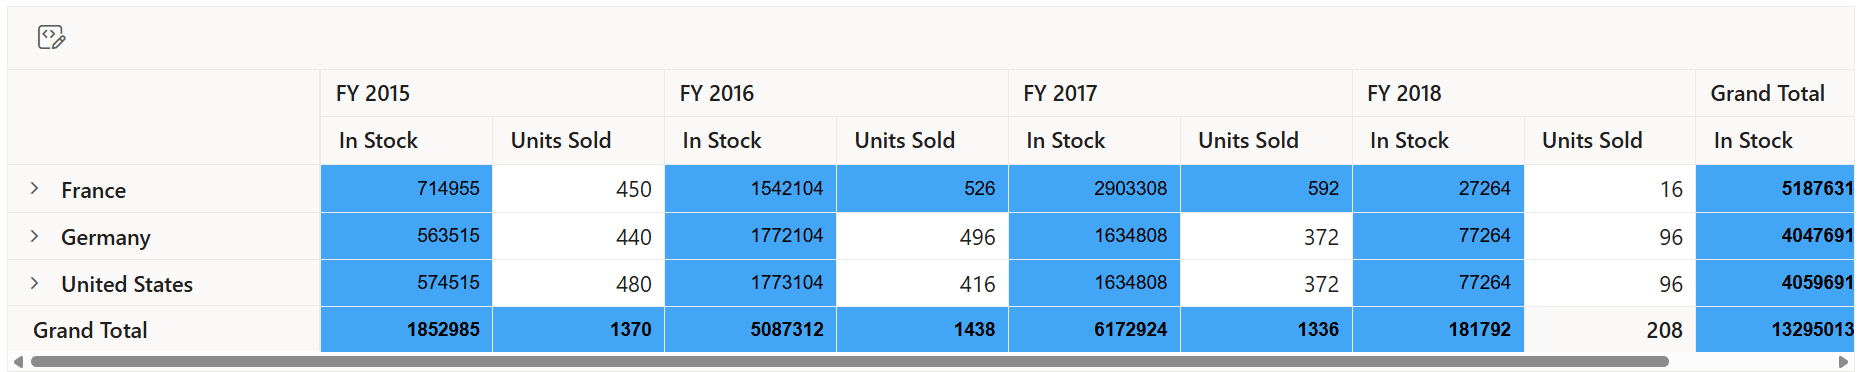 FY 2015 FY 2016 FY 2017 FY 2018 Grand Total
In Stock Units Sold In Stock Units Sold In Stock Units Sold In Stock Units Sold In Stock
France 714955 450 1542104 526 2903308 592 27264 16 5187631
Germany 563515 440 1772104 496 1634808 372 77264 96 4047691
United States 574515 480 1773104 416 1634808 372 77264 96 4059691
Grand Total 1852985 1370 5087312 1438 6172924 1336 181792 208 13295013